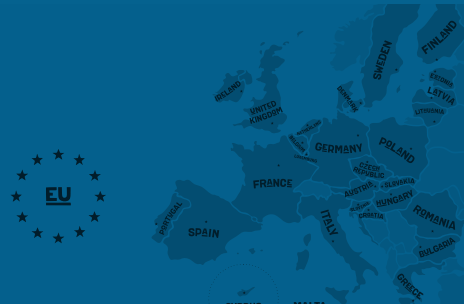 FINLAND
SWEDEN
ESTONIA
LATVIA
LITHUANIA
DENMARK
IRELAND
UNITED
KINGDOM
GERMANY
POLAND
CZECH
REPUBLIC
SLOVAKIA
AUSTRIA
HUNGARY
FRANCE
CROATIA
ROMANIA
EU
PORTUGAL
SPAIN
ITALY
BULGARIA
GREECE